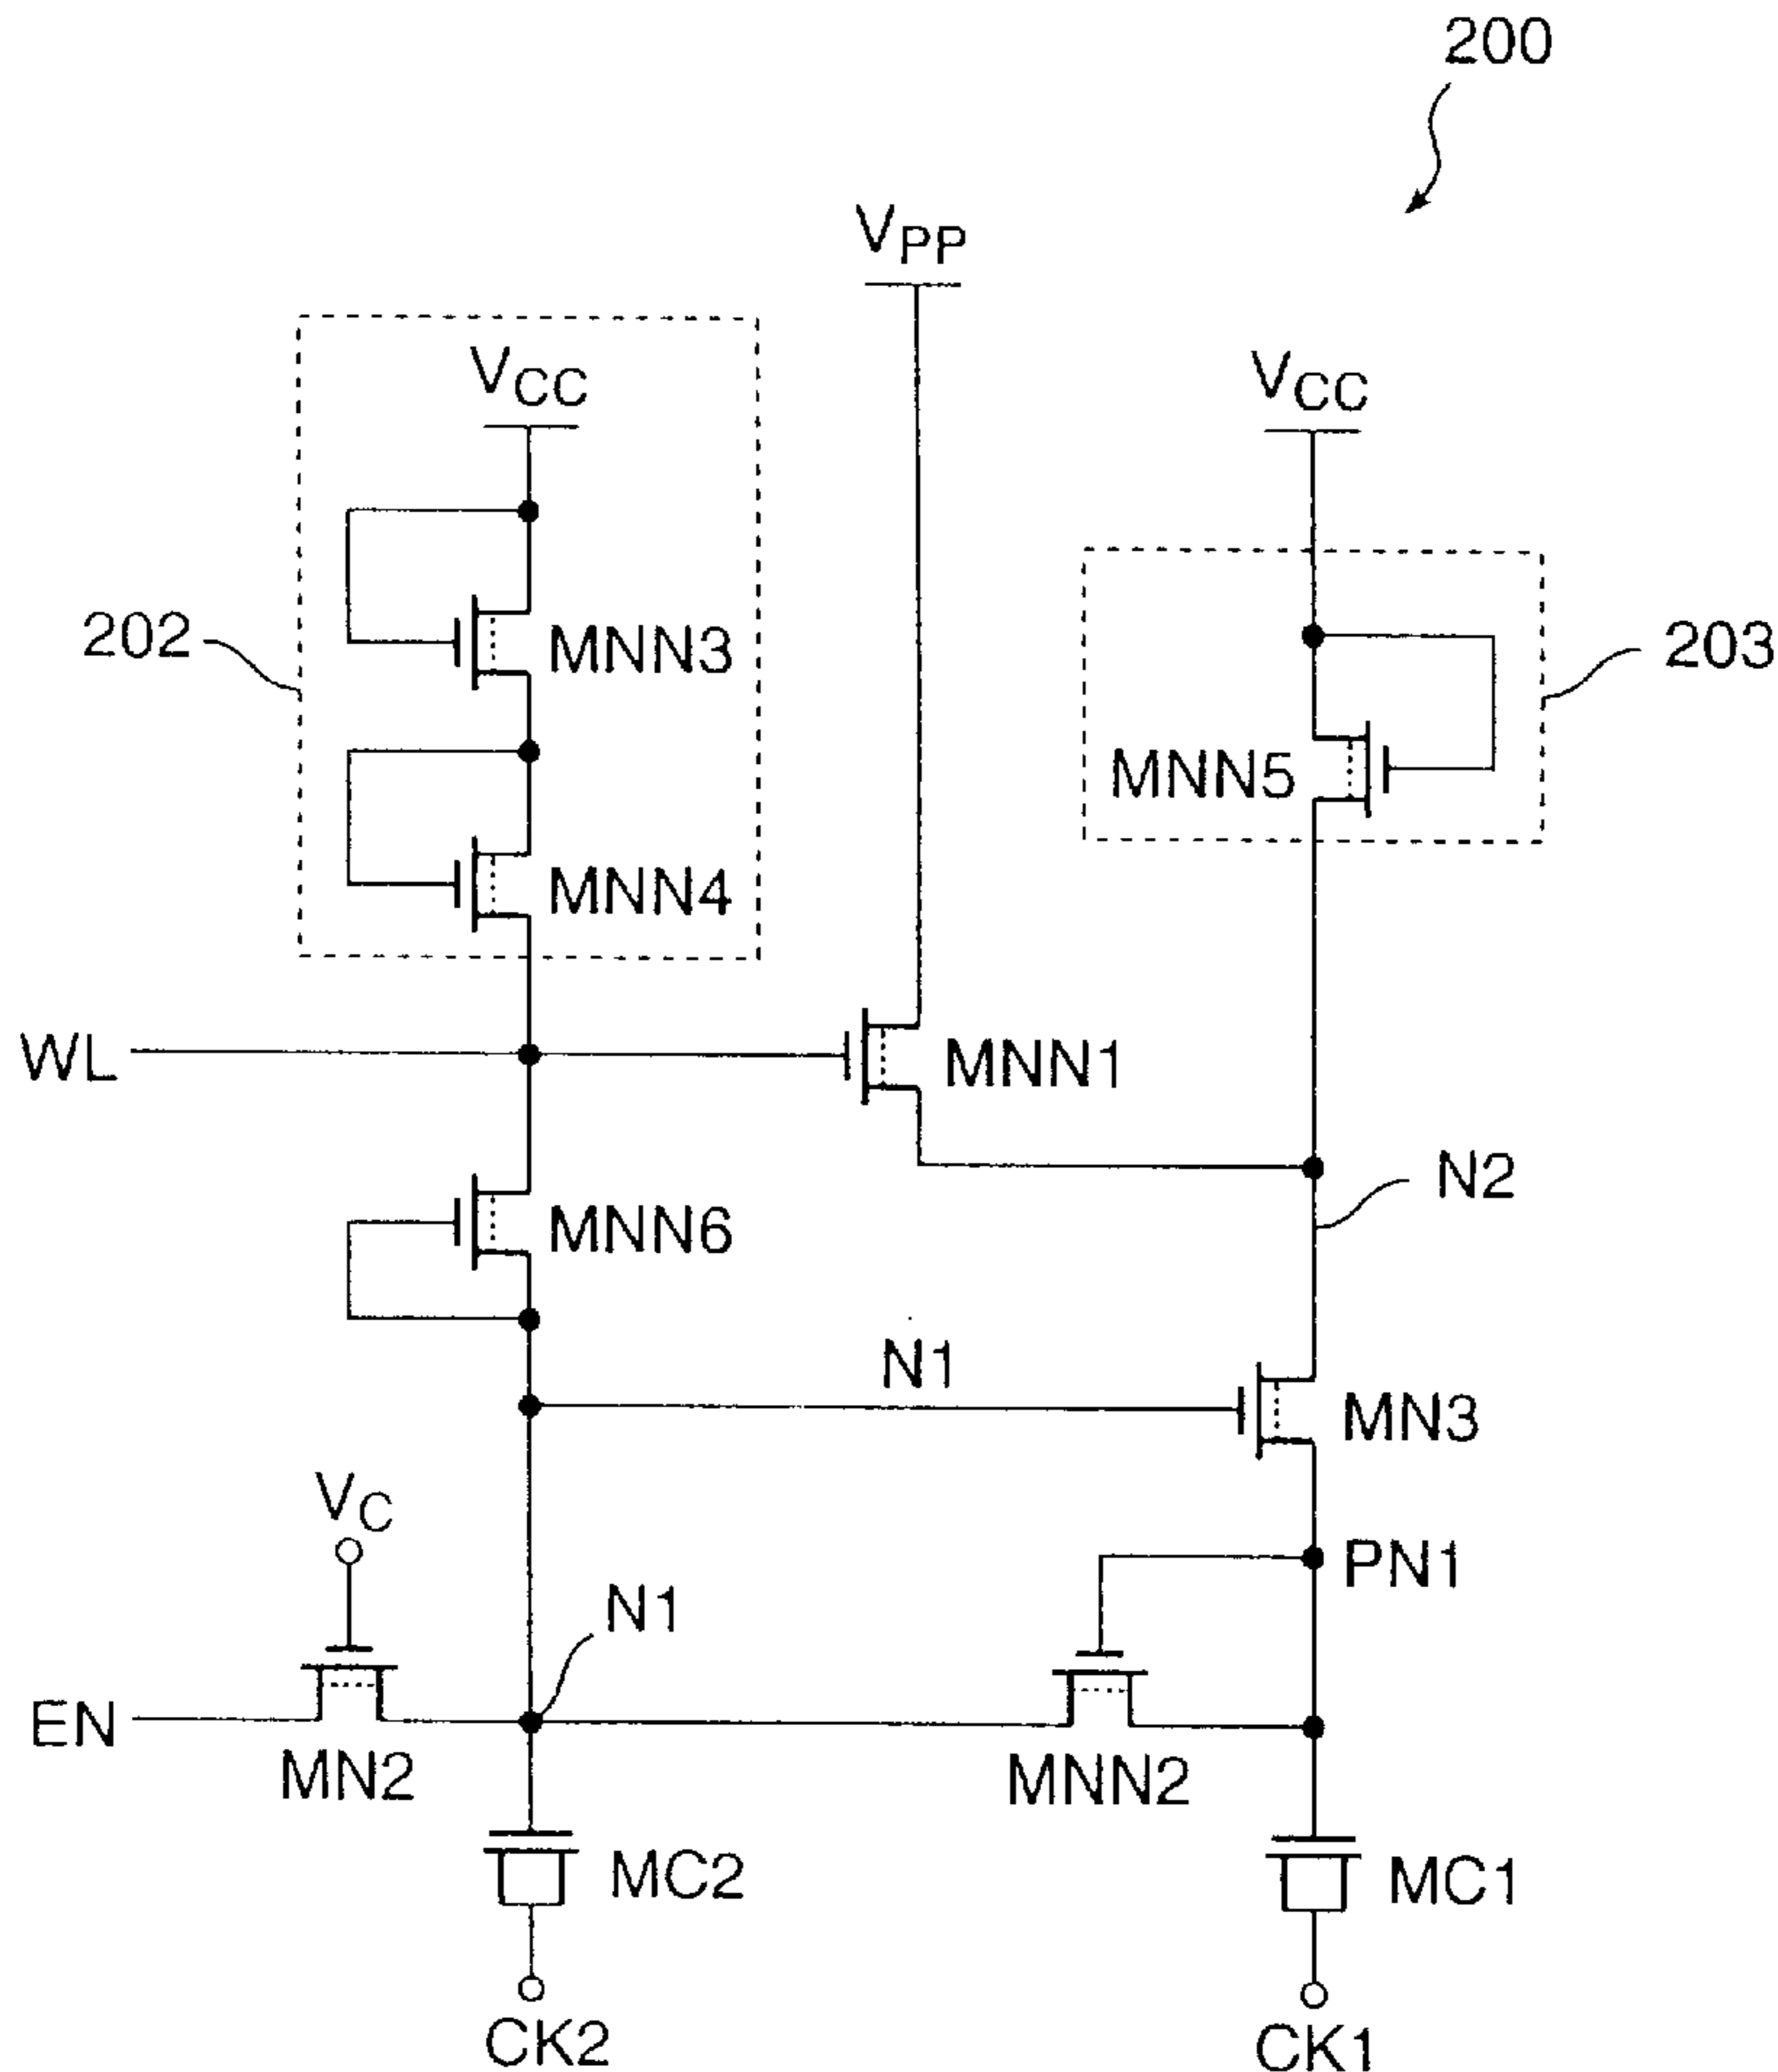 200
VPP
VCC
VCC
202
MNN3
203
MNN5
MNN4
WL
MNN1
N2
MNN6
N1
MN3
VC
PN1
N1
EN
MN2
MNN2
MC2
MC1
CK2
CK1